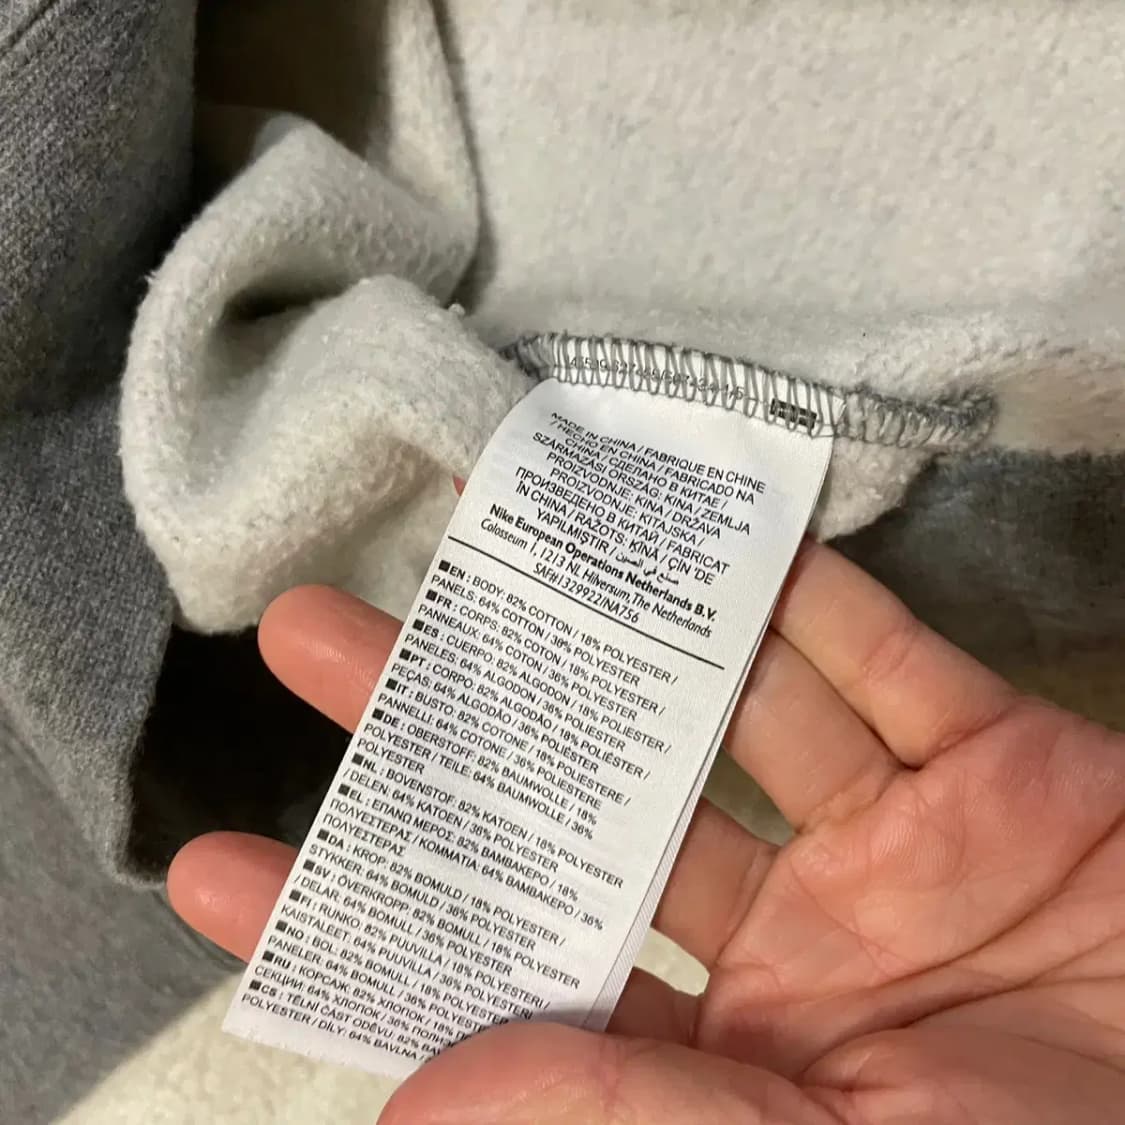 MADE IN CHINA / FABRIQUE EN CHINE
/ HECHO EN CHINA / FABRICADO NA
CHINA / СДЕЛАНО В КИТАЕ /
SZÁRMAZÁSI ORSZÁG: KÍNA / ZEMLJA
PROIZVODNJE: KINA / DRŽAVA
PROIZVODNJE: KITAJSKA /
ПРОИЗВЕДЕНО В КИТАЙ / FABRICAT
ÎN CHINA / RAŽOTS: ĶĪNĀ / ÇİN 'DE
YAPILMIŞTIR / صنع في الصين
Nike European Operations Netherlands B.V.
Colosseum 1, 1213 NL Hilversum, The Netherlands
SAF#1329922/NA756
EN : BODY: 82% COTTON / 18% POLYESTER /
PANELS: 64% COTTON / 36% POLYESTER
FR : CORPS: 82% COTON / 18% POLYESTER /
PANNEAUX: 64% COTON / 36% POLYESTER
ES : CUERPO: 82% ALGODON / 18% POLIESTER /
PANELES: 64% ALGODON / 36% POLIESTER
PT : CORPO: 82% ALGODÃO / 18% POLIÉSTER /
PEÇAS: 64% ALGODÃO / 36% POLIÉSTER
IT : BUSTO: 82% COTONE / 18% POLIESTERE /
PANNELLI: 64% COTONE / 36% POLIESTERE
DE : OBERSTOFF: 82% BAUMWOLLE / 18%
POLYESTER / TEILE: 64% BAUMWOLLE / 36%
POLYESTER
NL : BOVENSTOF: 82% KATOEN / 18% POLYESTER
/ DELEN: 64% KATOEN / 36% POLYESTER
EL : ΕΠΑΝΩ ΜΕΡΟΣ: 82% ΒΑΜΒΑΚΕΡΟ / 18%
ΠΟΛΥΕΣΤΕΡΑΣ / ΚΟΜΜΑΤΙΑ: 64% ΒΑΜΒΑΚΕΡΟ / 36%
ΠΟΛΥΕΣΤΕΡΑΣ
DA : KROP: 82% BOMULD / 18% POLYESTER /
STYKKER: 64% BOMULD / 36% POLYESTER
SV : ÖVERKROPP: 82% BOMULL / 18% POLYESTER
/ DELAR: 64% BOMULL / 36% POLYESTER
FI : RUNKO: 82% PUUVILLA / 18% POLYESTERI /
KAISTALEET: 64% PUUVILLA / 36% POLYESTERI
NO : BOL: 82% BOMULL / 18% POLYESTER /
PANELER: 64% BOMULL / 36% POLYESTER
RU : КОРСАЖ: 82% ХЛОПОК / 18%
СЕКЦИИ: 64% ХЛОПОК / 36%
CS : TĚLNÍ ČÁST ODĚVU: 82%
POLYESTER / DÍLY: 64% BAVLNA /